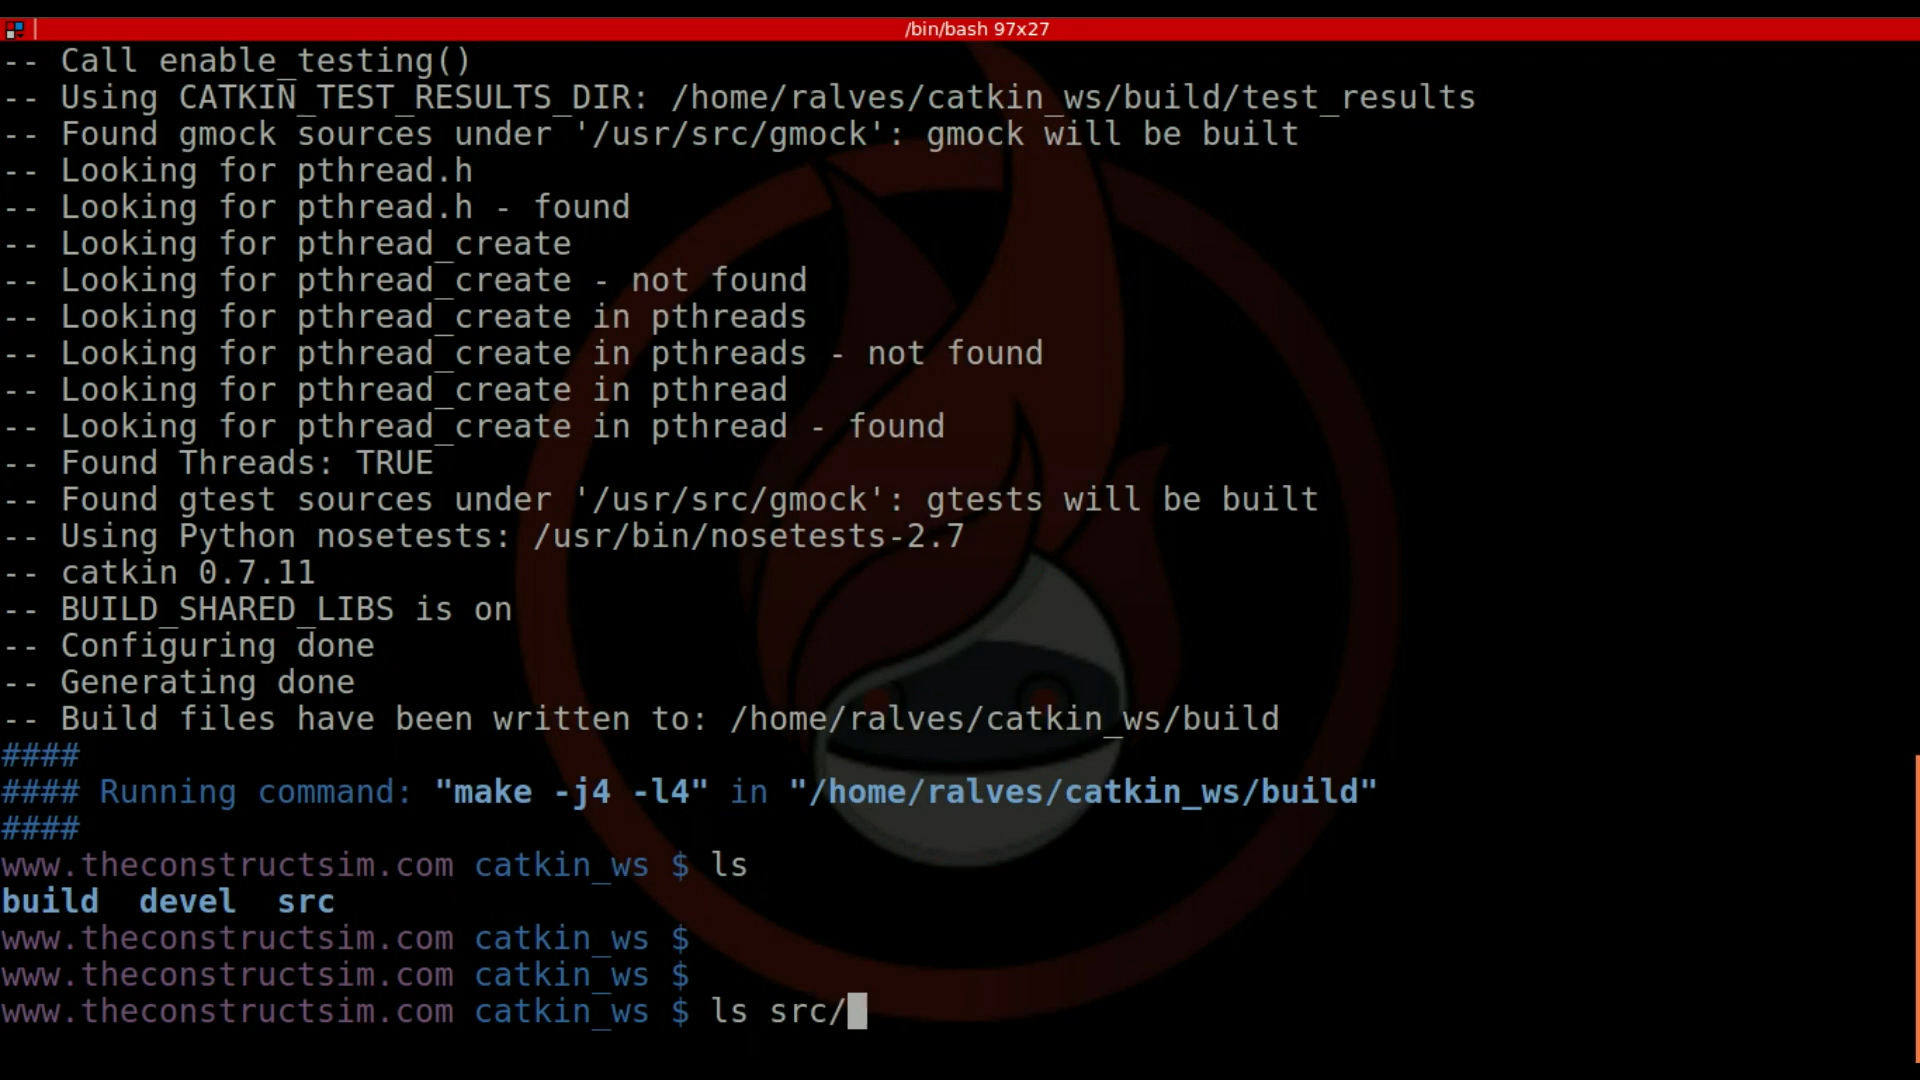 /bin/bash 97x27
-- Call enable_testing()
-- Using CATKIN_TEST_RESULTS_DIR: /home/ralves/catkin_ws/build/test_results
-- Found gmock sources under '/usr/src/gmock': gmock will be built
-- Looking for pthread.h
-- Looking for pthread.h - found
-- Looking for pthread_create
-- Looking for pthread_create - not found
-- Looking for pthread_create in pthreads
-- Looking for pthread_create in pthreads - not found
-- Looking for pthread_create in pthread
-- Looking for pthread_create in pthread - found
-- Found Threads: TRUE
-- Found gtest sources under '/usr/src/gmock': gtests will be built
-- Using Python nosetests: /usr/bin/nosetests-2.7
-- catkin 0.7.11
-- BUILD_SHARED_LIBS is on
-- Configuring done
-- Generating done
-- Build files have been written to: /home/ralves/catkin_ws/build
####
#### Running command: "make -j4 -l4" in "/home/ralves/catkin_ws/build"
####
www.theconstructsim.com catkin_ws $ ls
build  devel  src
www.theconstructsim.com catkin_ws $
www.theconstructsim.com catkin_ws $
www.theconstructsim.com catkin_ws $ ls src/